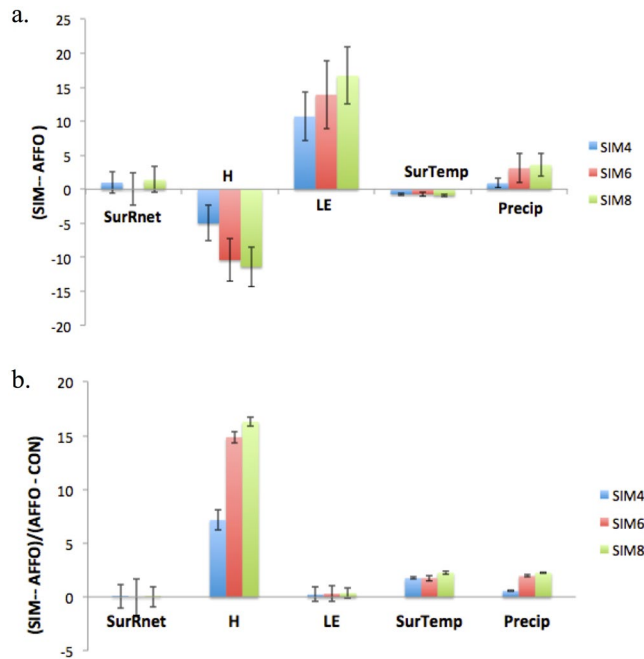 a.
25
20
15
10
5
0
-5
-10
-15
-20
(SIM-- AFFO )
SurRnet
H
LE
SurTemp
Precip
SIM4
SIM6
SIM8
b.
20
15
10
5
0
-5
(SIM-- AFFO)/(AFFO - CON)
SurRnet
H
LE
SurTemp
Precip
SIM4
SIM6
SIM8